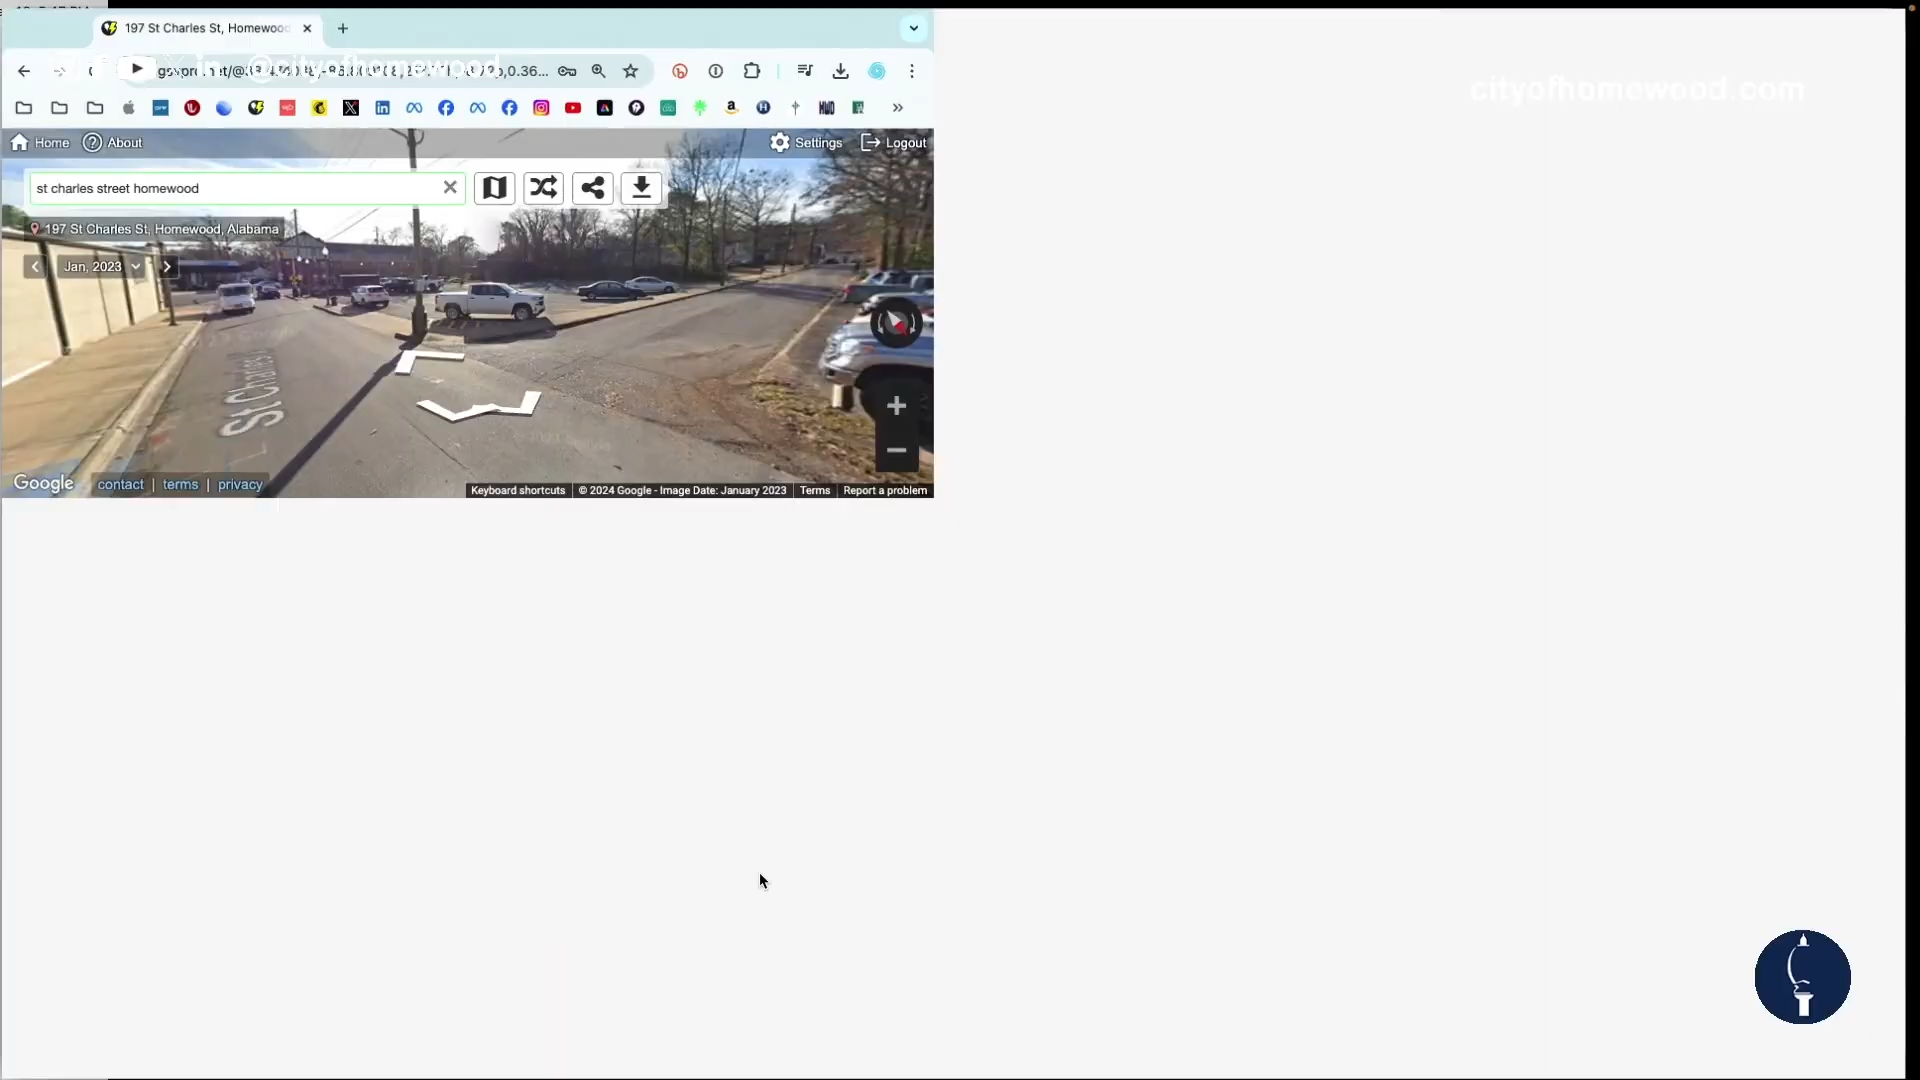 197 St Charles St, Homewood
in @cityofhomewood
cityofhomewood.com
Home About Settings Logout
st charles street homewood
197 St Charles St, Homewood, Alabama
Jan, 2023
St Charles
Google contact | terms | privacy
Keyboard shortcuts © 2024 Google - Image Date: January 2023 Terms Report a problem